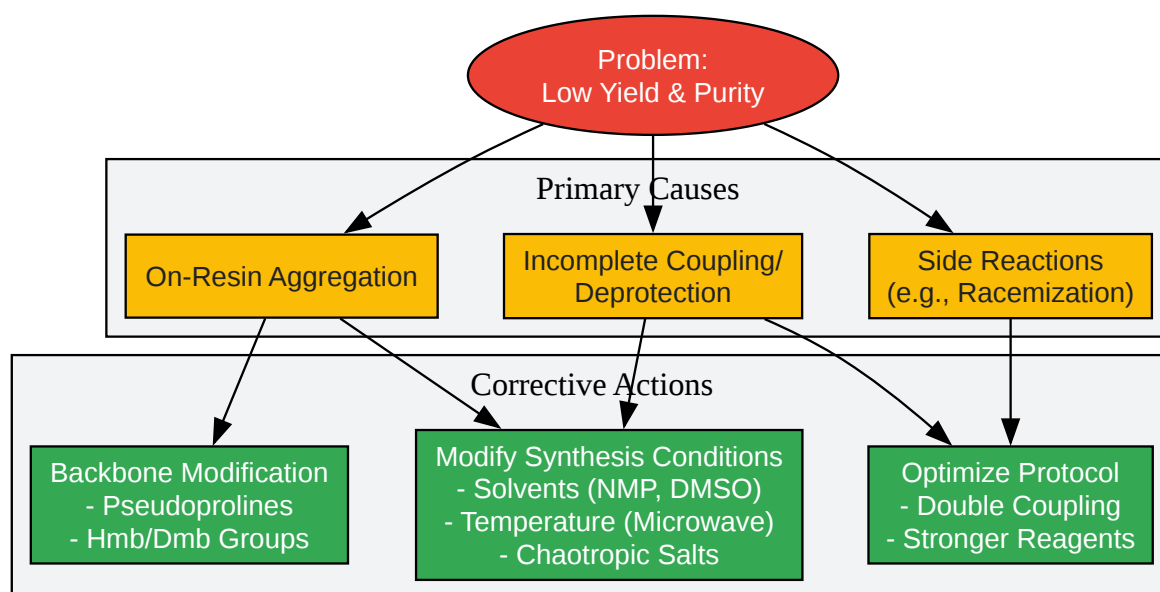 Problem:
Low Yield & Purity
Primary Causes
On-Resin Aggregation
Incomplete Coupling/
Deprotection
Side Reactions
(e.g., Racemization)
Corrective Actions
Backbone Modification
- Pseudoprolines
- Hmb/Dmb Groups
Modify Synthesis Conditions
- Solvents (NMP, DMSO)
- Temperature (Microwave)
- Chaotropic Salts
Optimize Protocol
- Double Coupling
- Stronger Reagents